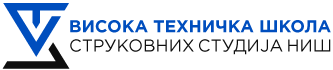 ВИСОКА ТЕХНИЧКА ШКОЛА
СТРУКОВНИХ СТУДИЈА НИШ